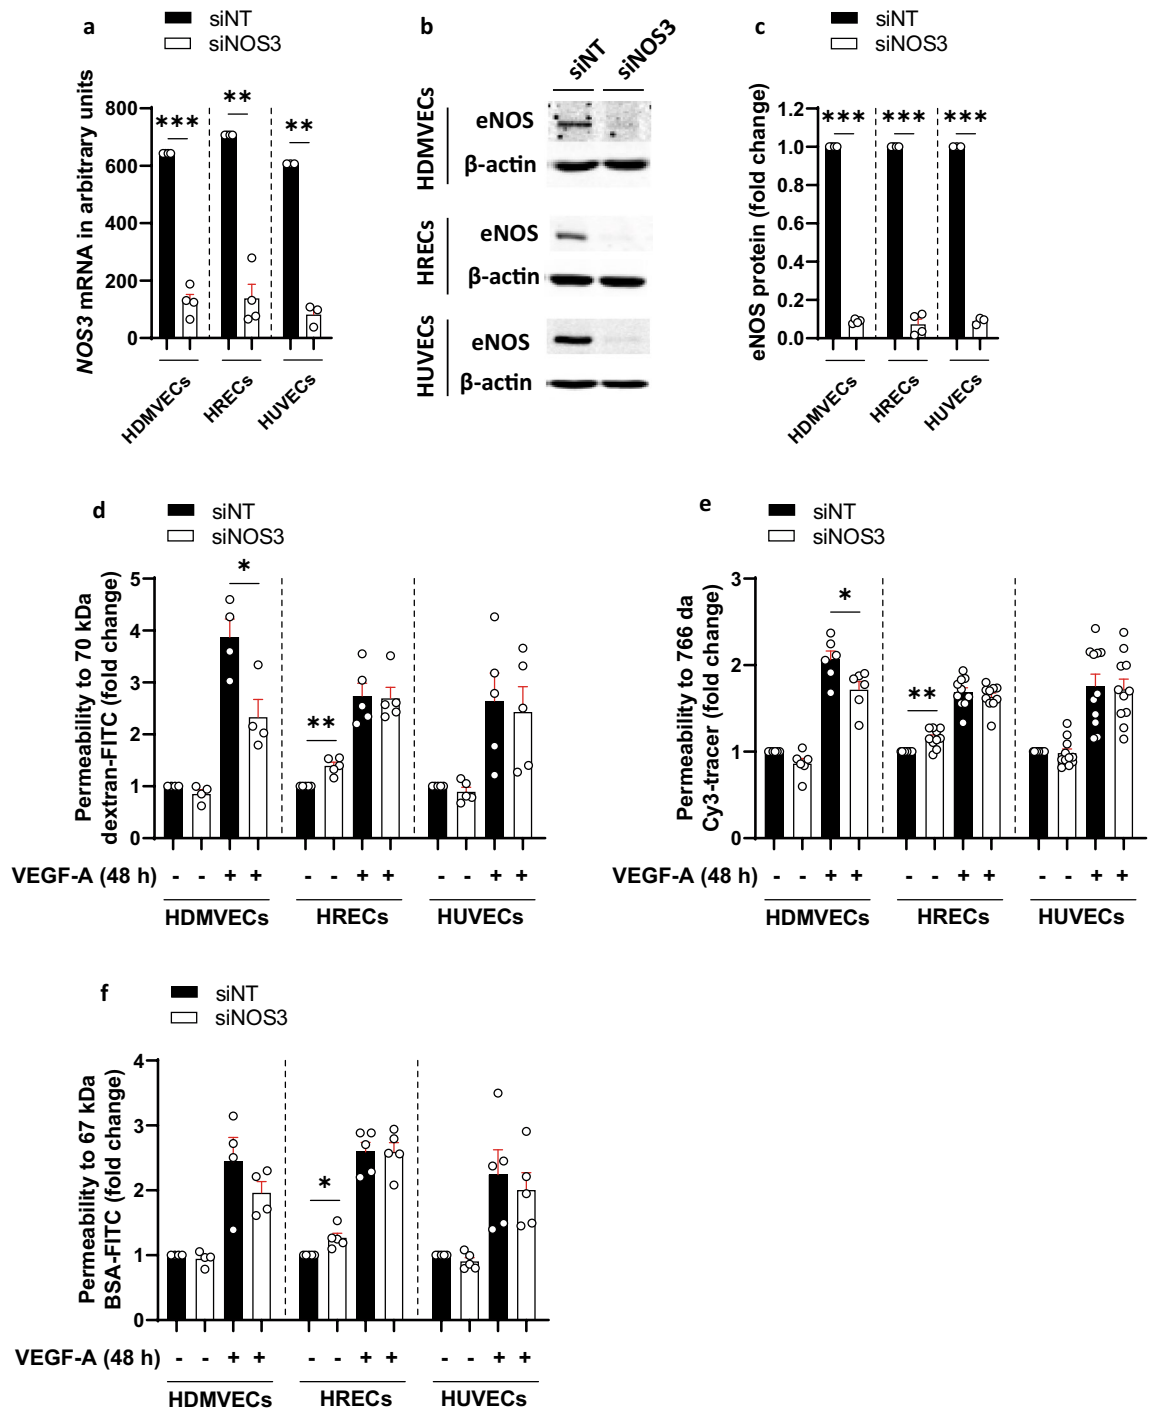 a
siNT
siNOS3
NOS3 mRNA in arbitrary units
800
600
400
200
0
***
**
**
HDMVECs
HRECs
HUVECs
b
siNT
siNOS3
HDMVECs
eNOS
β-actin
HRECs
eNOS
β-actin
HUVECs
eNOS
β-actin
c
siNT
siNOS3
eNOS protein (fold change)
1.2
1.0
0.8
0.6
0.4
0.2
0.0
***
***
***
HDMVECs
HRECs
HUVECs
d
siNT
siNOS3
Permeability to 70 kDa
dextran-FITC (fold change)
5
4
3
2
1
0
*
**
VEGF-A (48 h) - - + + - - + + - - + +
HDMVECs HRECs HUVECs
e
siNT
siNOS3
Permeability to 766 da
Cy3-tracer (fold change)
3
2
1
0
*
**
VEGF-A (48 h) - - + + - - + + - - + +
HDMVECs HRECs HUVECs
f
siNT
siNOS3
Permeability to 67 kDa
BSA-FITC (fold change)
4
3
2
1
0
*
VEGF-A (48 h) - - + + - - + + - - + +
HDMVECs HRECs HUVECs